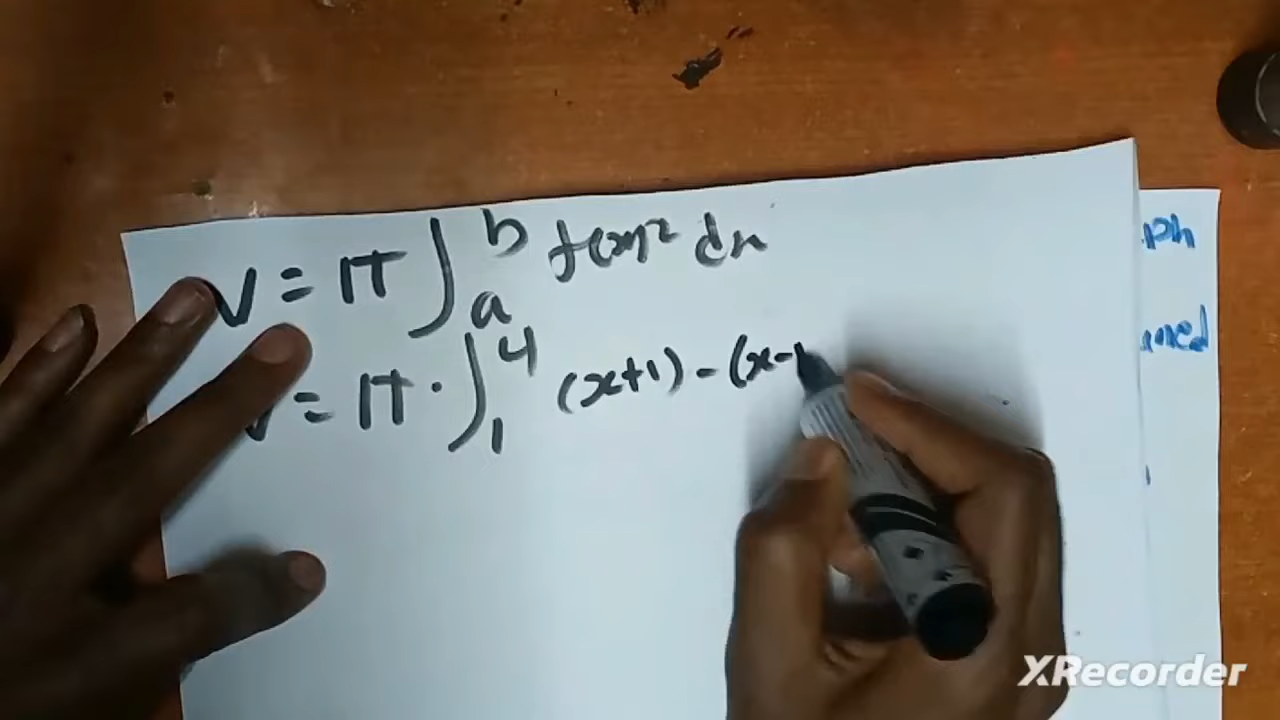 V = π ∫ₐᵇ f(x)² dx
V = π · ∫₁⁴ (x+1) - (x-
XRecorder